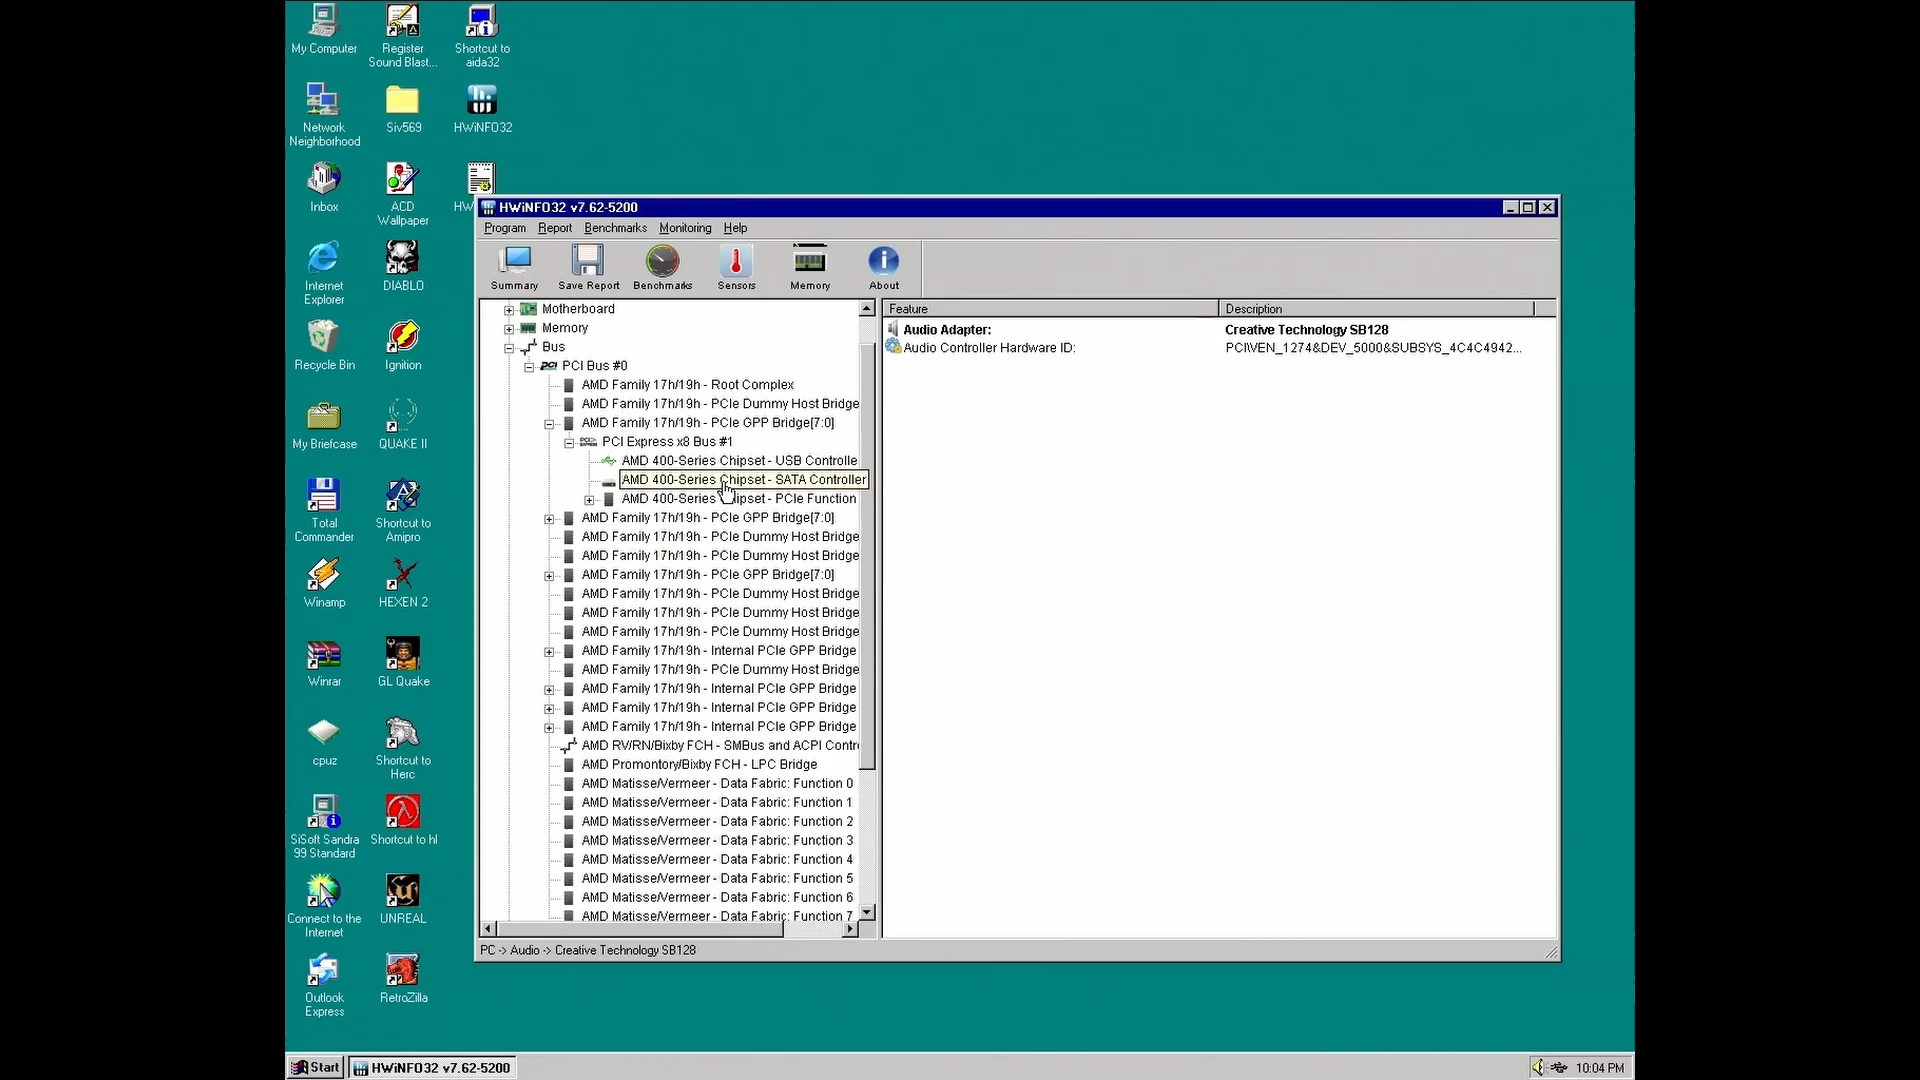 My Computer
Register
Sound Blast...
Shortcut to
aida32
Network
Neighborhood
Siv569
HWiNFO32
Inbox
ACD
Wallpaper
HW
Internet
Explorer
DIABLO
Recycle Bin
Ignition
My Briefcase
QUAKE II
Total
Commander
Shortcut to
Amipro
Winamp
HEXEN 2
Winrar
GL Quake
cpuz
Shortcut to
Herc
SiSoft Sandra
99 Standard
Shortcut to hl
Connect to the
Internet
UNREAL
Outlook
Express
RetroZilla
HWiNFO32 v7.62-5200
Program Report Benchmarks Monitoring Help
Summary Save Report Benchmarks Sensors Memory About
Motherboard
Memory
Bus
PCI PCI Bus #0
AMD Family 17h/19h - Root Complex
AMD Family 17h/19h - PCIe Dummy Host Bridge
AMD Family 17h/19h - PCIe GPP Bridge[7:0]
PCI Express x8 Bus #1
AMD 400-Series Chipset - USB Controlle
AMD 400-Series Chipset - SATA Controller
AMD 400-Series Chipset - PCIe Function
AMD Family 17h/19h - PCIe GPP Bridge[7:0]
AMD Family 17h/19h - PCIe Dummy Host Bridge
AMD Family 17h/19h - PCIe Dummy Host Bridge
AMD Family 17h/19h - PCIe GPP Bridge[7:0]
AMD Family 17h/19h - PCIe Dummy Host Bridge
AMD Family 17h/19h - PCIe Dummy Host Bridge
AMD Family 17h/19h - PCIe Dummy Host Bridge
AMD Family 17h/19h - Internal PCIe GPP Bridge
AMD Family 17h/19h - PCIe Dummy Host Bridge
AMD Family 17h/19h - Internal PCIe GPP Bridge
AMD Family 17h/19h - Internal PCIe GPP Bridge
AMD Family 17h/19h - Internal PCIe GPP Bridge
AMD RV/RN/Bixby FCH - SMBus and ACPI Contr
AMD Promontory/Bixby FCH - LPC Bridge
AMD Matisse/Vermeer - Data Fabric: Function 0
AMD Matisse/Vermeer - Data Fabric: Function 1
AMD Matisse/Vermeer - Data Fabric: Function 2
AMD Matisse/Vermeer - Data Fabric: Function 3
AMD Matisse/Vermeer - Data Fabric: Function 4
AMD Matisse/Vermeer - Data Fabric: Function 5
AMD Matisse/Vermeer - Data Fabric: Function 6
AMD Matisse/Vermeer - Data Fabric: Function 7
Feature Description
Audio Adapter: Creative Technology SB128
Audio Controller Hardware ID: PCI\VEN_1274&DEV_5000&SUBSYS_4C4C4942...
PC -> Audio -> Creative Technology SB128
Start HWiNFO32 v7.62-5200 10:04 PM